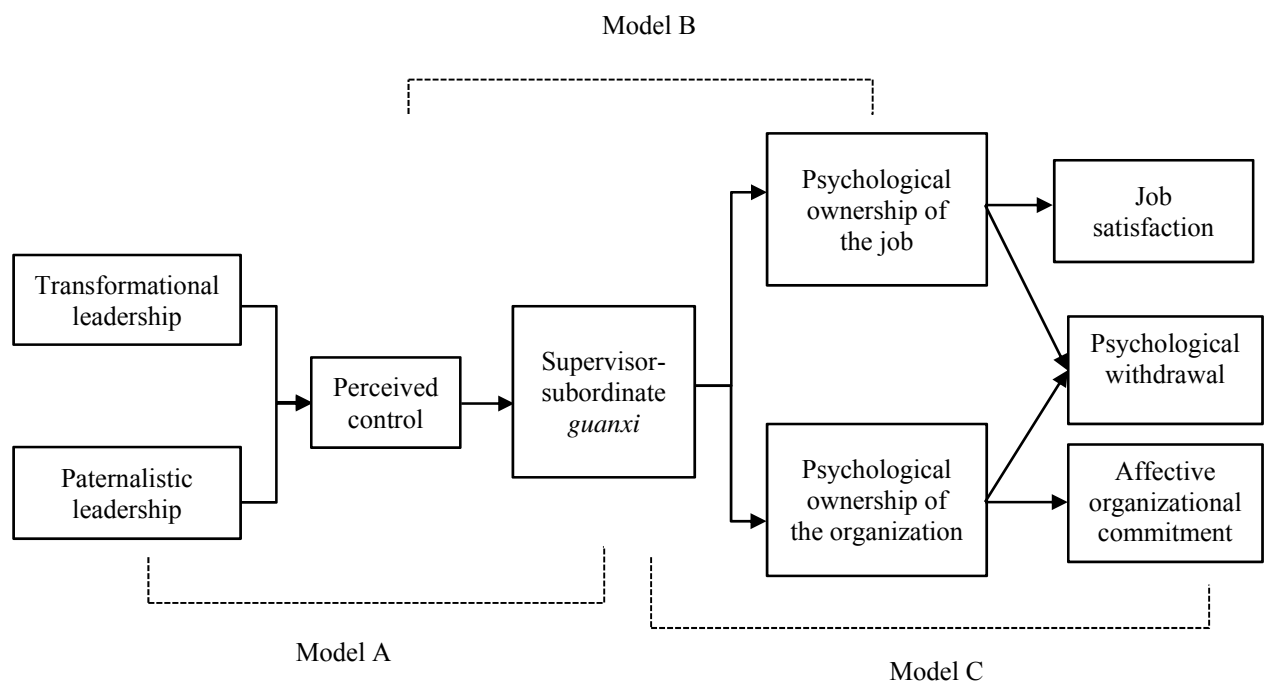 Model B
Psychological
ownership of
the job
Job
satisfaction
Transformational
leadership
Perceived
control
Supervisor-
subordinate
guanxi
Psychological
withdrawal
Paternalistic
leadership
Psychological
ownership of
the organization
Affective
organizational
commitment
Model A
Model C